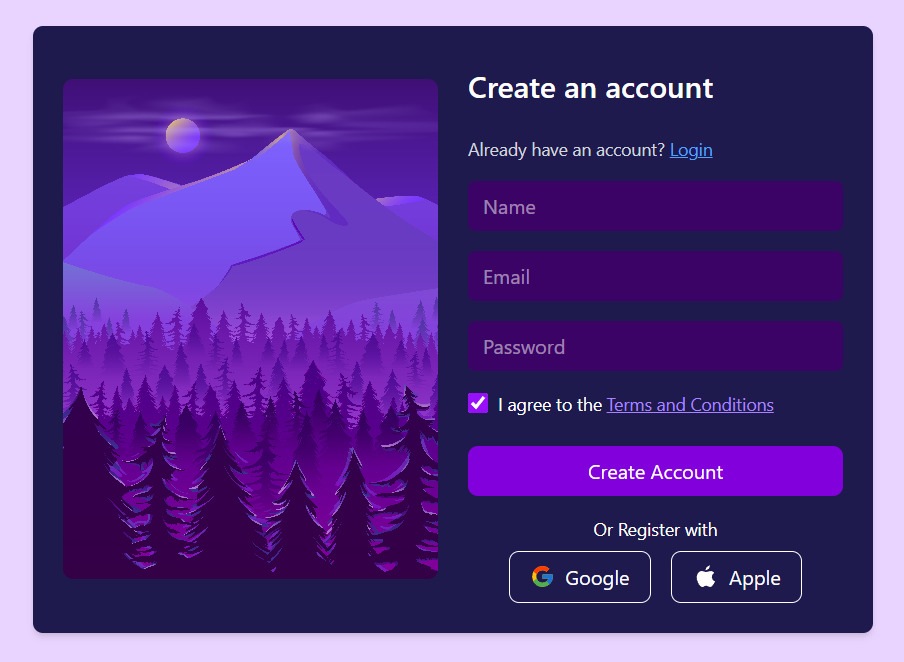 Create an account
Already have an account? Login
Name
Email
Password
I agree to the Terms and Conditions
Create Account
Or Register with
Google
Apple